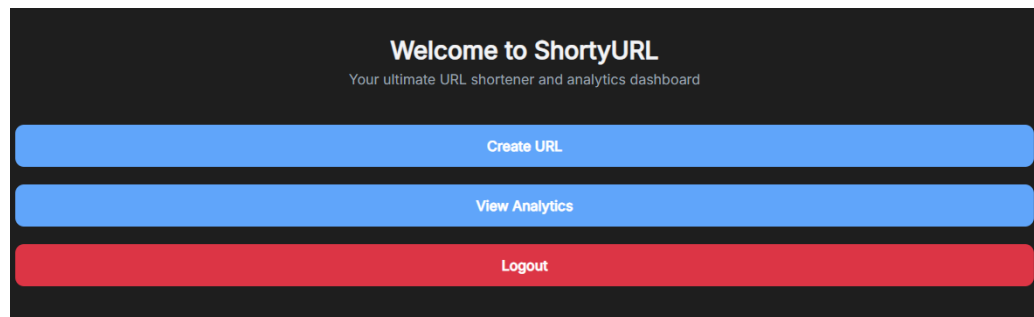 Welcome to ShortyURL
Your ultimate URL shortener and analytics dashboard
Create URL
View Analytics
Logout